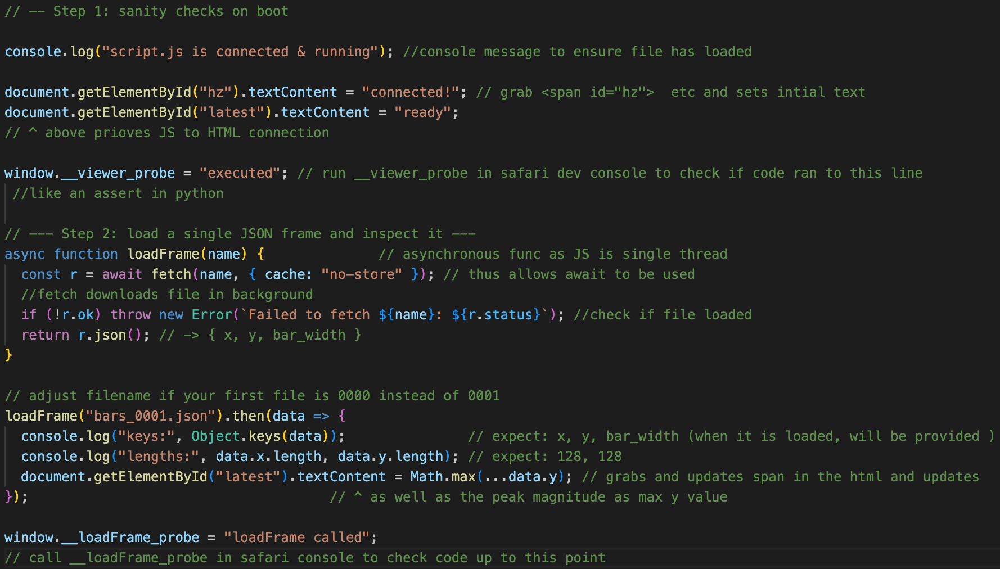 // -- Step 1: sanity checks on boot
console.log("script.js is connected & running"); //console message to ensure file has loaded
document.getElementById("hz").textContent = "connected!"; // grab <span id="hz">  etc and sets intial text
document.getElementById("latest").textContent = "ready";
// ^ above prioves JS to HTML connection
window.__viewer_probe = "executed"; // run __viewer_probe in safari dev console to check if code ran to this line
 //like an assert in python
// --- Step 2: load a single JSON frame and inspect it ---
async function loadFrame(name) {              // asynchronous func as JS is single thread
  const r = await fetch(name, { cache: "no-store" }); // thus allows await to be used
  //fetch downloads file in background
  if (!r.ok) throw new Error(`Failed to fetch ${name}: ${r.status}`); //check if file loaded
  return r.json(); // -> { x, y, bar_width }
}
// adjust filename if your first file is 0000 instead of 0001
loadFrame("bars_0001.json").then(data => {
  console.log("keys:", Object.keys(data));               // expect: x, y, bar_width (when it is loaded, will be provided )
  console.log("lengths:", data.x.length, data.y.length); // expect: 128, 128
  document.getElementById("latest").textContent = Math.max(...data.y); // grabs and updates span in the html and updates
});                                     // ^ as well as the peak magnitude as max y value
window.__loadFrame_probe = "loadFrame called";
// call __loadFrame_probe in safari console to check code up to this point